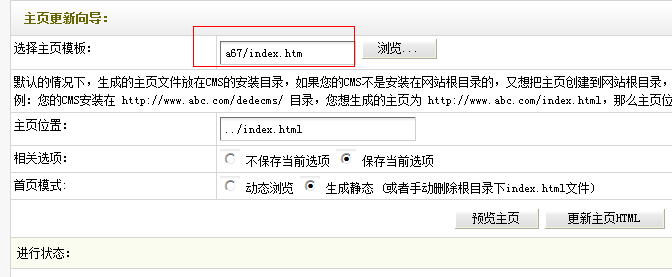 主页更新向导：
选择主页模板： a67/index.htm 浏览...
默认的情况下，生成的主页文件放在CMS的安装目录，如果您的CMS不是安装在网站根目录的，又想把主页创建到网站根目录，
例：您的CMS安装在 http://www.abc.com/dedecms/ 目录，您想生成的主页为 http://www.abc.com/index.html，那么主页位
主页位置： ../index.html
相关选项： 不保存当前选项 保存当前选项
首页模式: 动态浏览 生成静态 (或者手动删除根目录下index.html文件)
预览主页 更新主页HTML
进行状态：